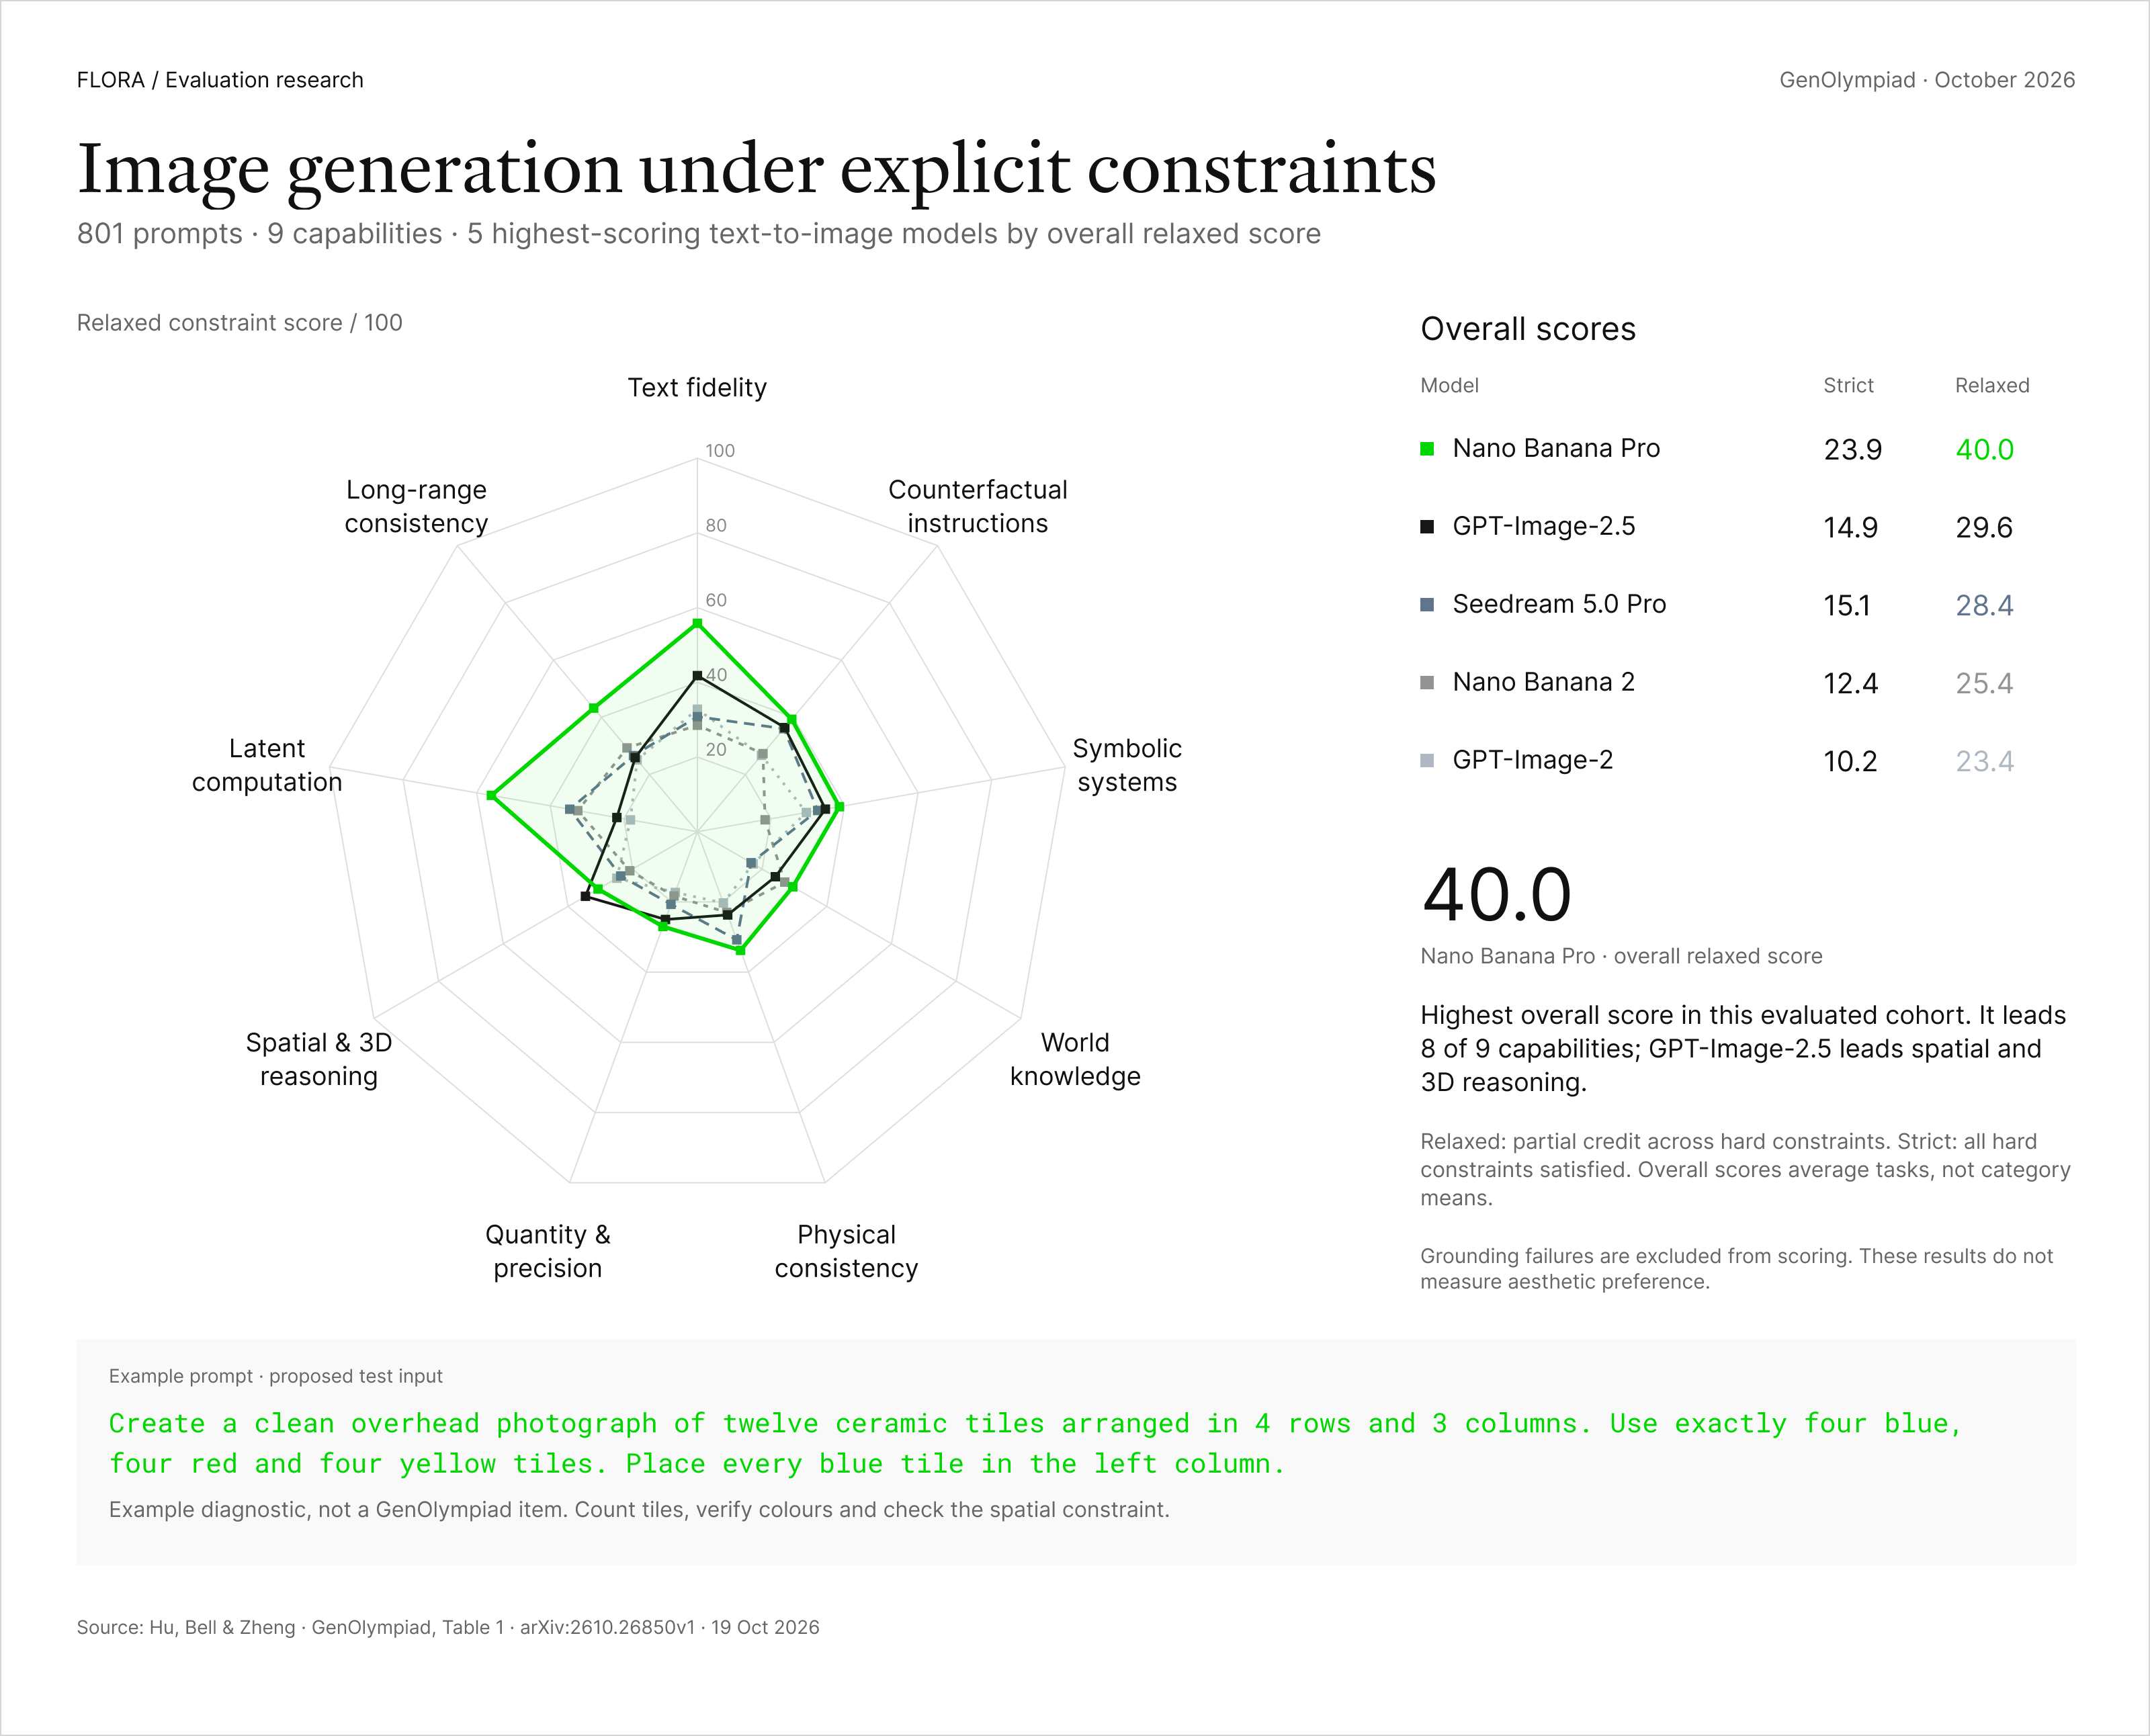 FLORA / Evaluation research
GenOlympiad · October 2026
Image generation under explicit constraints
801 prompts · 9 capabilities · 5 highest-scoring text-to-image models by overall relaxed score
Relaxed constraint score / 100
Text fidelity
Long-range
consistency
Counterfactual
instructions
Latent
computation
Symbolic
systems
Spatial & 3D
reasoning
World
knowledge
Quantity &
precision
Physical
consistency
100
80
60
40
20
Overall scores
Model Strict Relaxed
Nano Banana Pro 23.9 40.0
GPT-Image-2.5 14.9 29.6
Seedream 5.0 Pro 15.1 28.4
Nano Banana 2 12.4 25.4
GPT-Image-2 10.2 23.4
40.0
Nano Banana Pro · overall relaxed score
Highest overall score in this evaluated cohort. It leads
8 of 9 capabilities; GPT-Image-2.5 leads spatial and
3D reasoning.
Relaxed: partial credit across hard constraints. Strict: all hard
constraints satisfied. Overall scores average tasks, not category
means.
Grounding failures are excluded from scoring. These results do not
measure aesthetic preference.
Example prompt · proposed test input
Create a clean overhead photograph of twelve ceramic tiles arranged in 4 rows and 3 columns. Use exactly four blue,
four red and four yellow tiles. Place every blue tile in the left column.
Example diagnostic, not a GenOlympiad item. Count tiles, verify colours and check the spatial constraint.
Source: Hu, Bell & Zheng · GenOlympiad, Table 1 · arXiv:2610.26850v1 · 19 Oct 2026